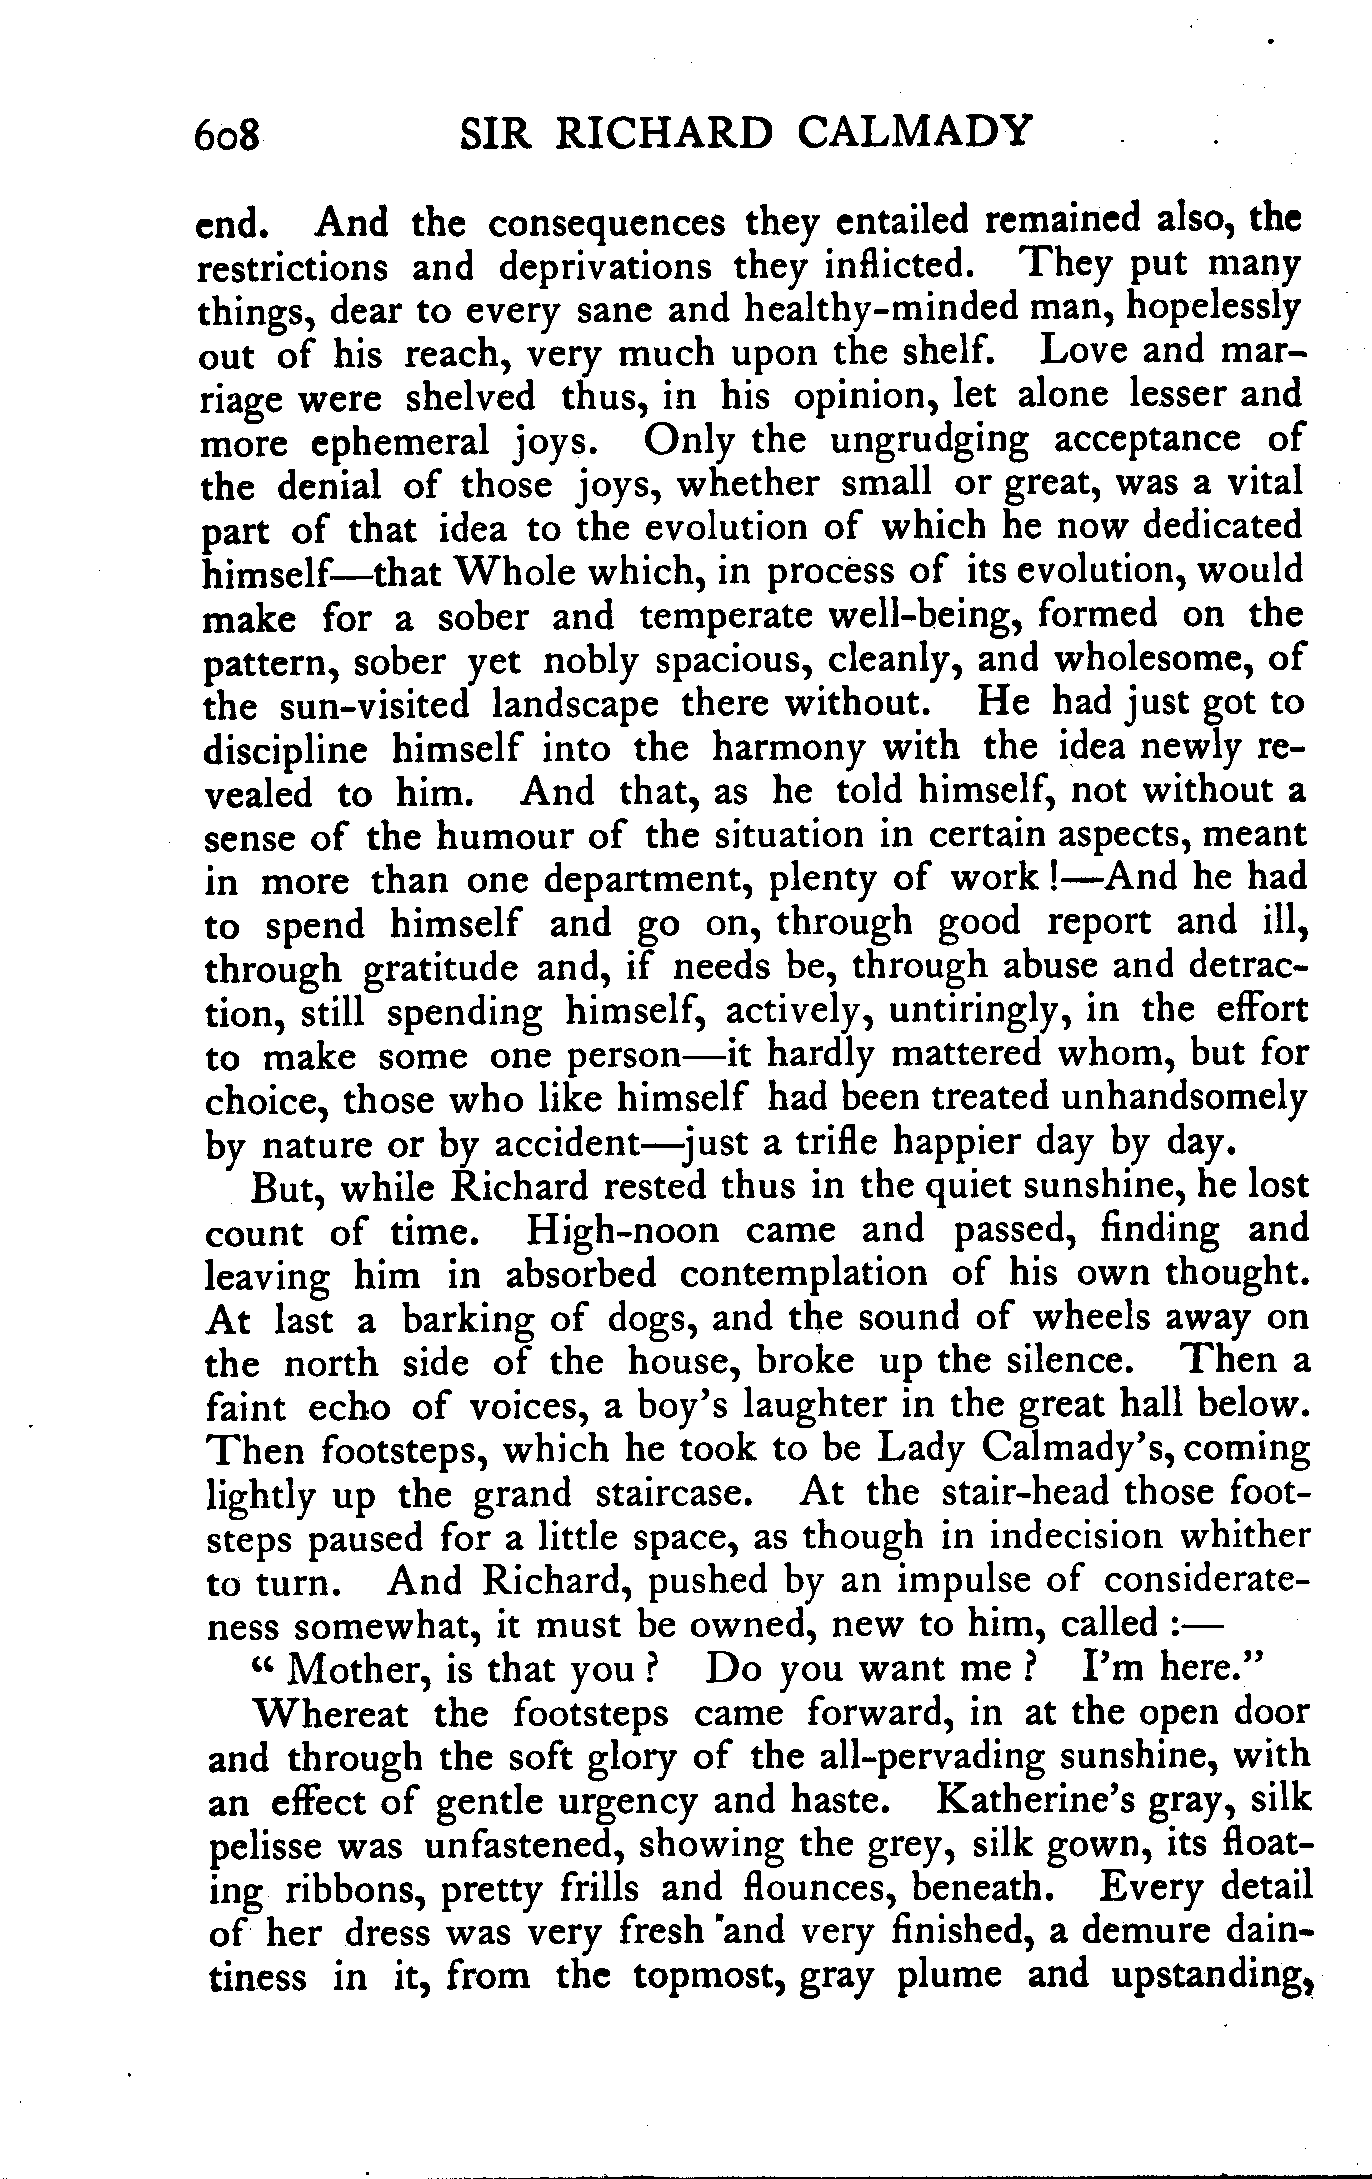 608 SIR RICHARD CALMADY
end. And the consequences they entailed remained also, the
restrictions and deprivations they inflicted. They put many
things, dear to every sane and healthy-minded man, hopelessly
out of his reach, very much upon the shelf. Love and mar-
riage were shelved thus, in his opinion, let alone lesser and
more ephemeral joys. Only the ungrudging acceptance of
the denial of those joys, whether small or great, was a vital
part of that idea to the evolution of which he now dedicated
himself—that Whole which, in process of its evolution, would
make for a sober and temperate well-being, formed on the
pattern, sober yet nobly spacious, cleanly, and wholesome, of
the sun-visited landscape there without. He had just got to
discipline himself into the harmony with the idea newly re-
vealed to him. And that, as he told himself, not without a
sense of the humour of the situation in certain aspects, meant
in more than one department, plenty of work!—And he had
to spend himself and go on, through good report and ill,
through gratitude and, if needs be, through abuse and detrac-
tion, still spending himself, actively, untiringly, in the effort
to make some one person—it hardly mattered whom, but for
choice, those who like himself had been treated unhandsomely
by nature or by accident—just a trifle happier day by day.
But, while Richard rested thus in the quiet sunshine, he lost
count of time. High-noon came and passed, finding and
leaving him in absorbed contemplation of his own thought.
At last a barking of dogs, and the sound of wheels away on
the north side of the house, broke up the silence. Then a
faint echo of voices, a boy's laughter in the great hall below.
Then footsteps, which he took to be Lady Calmady's, coming
lightly up the grand staircase. At the stair-head those foot-
steps paused for a little space, as though in indecision whither
to turn. And Richard, pushed by an impulse of considerate-
ness somewhat, it must be owned, new to him, called:—
"Mother, is that you? Do you want me? I'm here."
Whereat the footsteps came forward, in at the open door
and through the soft glory of the all-pervading sunshine, with
an effect of gentle urgency and haste. Katherine's gray, silk
pelisse was unfastened, showing the grey, silk gown, its float-
ing ribbons, pretty frills and flounces, beneath. Every detail
of her dress was very fresh and very finished, a demure dain-
tiness in it, from the topmost, gray plume and upstanding,